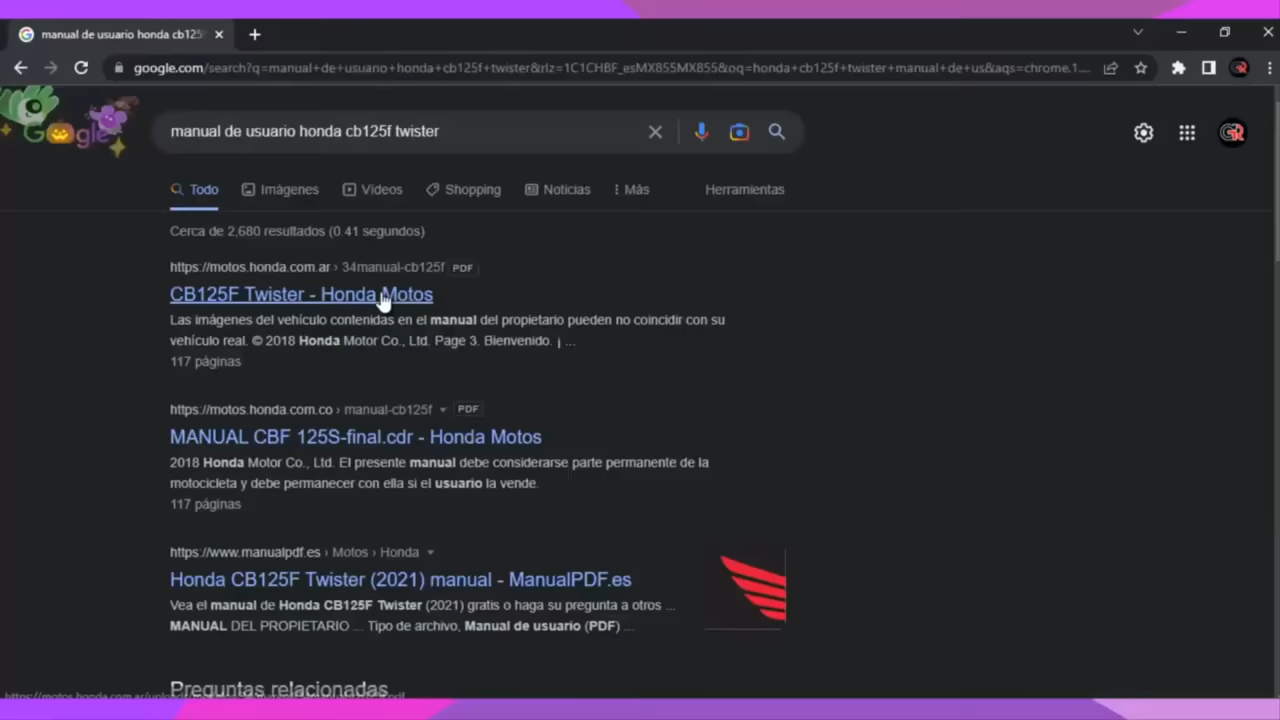 manual de usuario honda cb125
google.com/search?q=manual+de+usuario+honda+cb125f+twister&rlz=1C1CHBF_esMX855MX855&oq=honda+cb125f+twister+manual+de+us&aqs=chrome.1....
Google
manual de usuario honda cb125f twister
Todo Imágenes Vídeos Shopping Noticias Más Herramientas
Cerca de 2,680 resultados (0.41 segundos)
https://motos.honda.com.ar › 34manual-cb125f PDF
CB125F Twister - Honda Motos
Las imágenes del vehículo contenidas en el manual del propietario pueden no coincidir con su
vehículo real. © 2018 Honda Motor Co., Ltd. Page 3. Bienvenido. ¡ ...
117 páginas
https://motos.honda.com.co › manual-cb125f PDF
MANUAL CBF 125S-final.cdr - Honda Motos
2018 Honda Motor Co., Ltd. El presente manual debe considerarse parte permanente de la
motocicleta y debe permanecer con ella si el usuario la vende.
117 páginas
https://www.manualpdf.es › Motos › Honda
Honda CB125F Twister (2021) manual - ManualPDF.es
Vea el manual de Honda CB125F Twister (2021) gratis o haga su pregunta a otros ...
MANUAL DEL PROPIETARIO ... Tipo de archivo, Manual de usuario (PDF) ...
Preguntas relacionadas